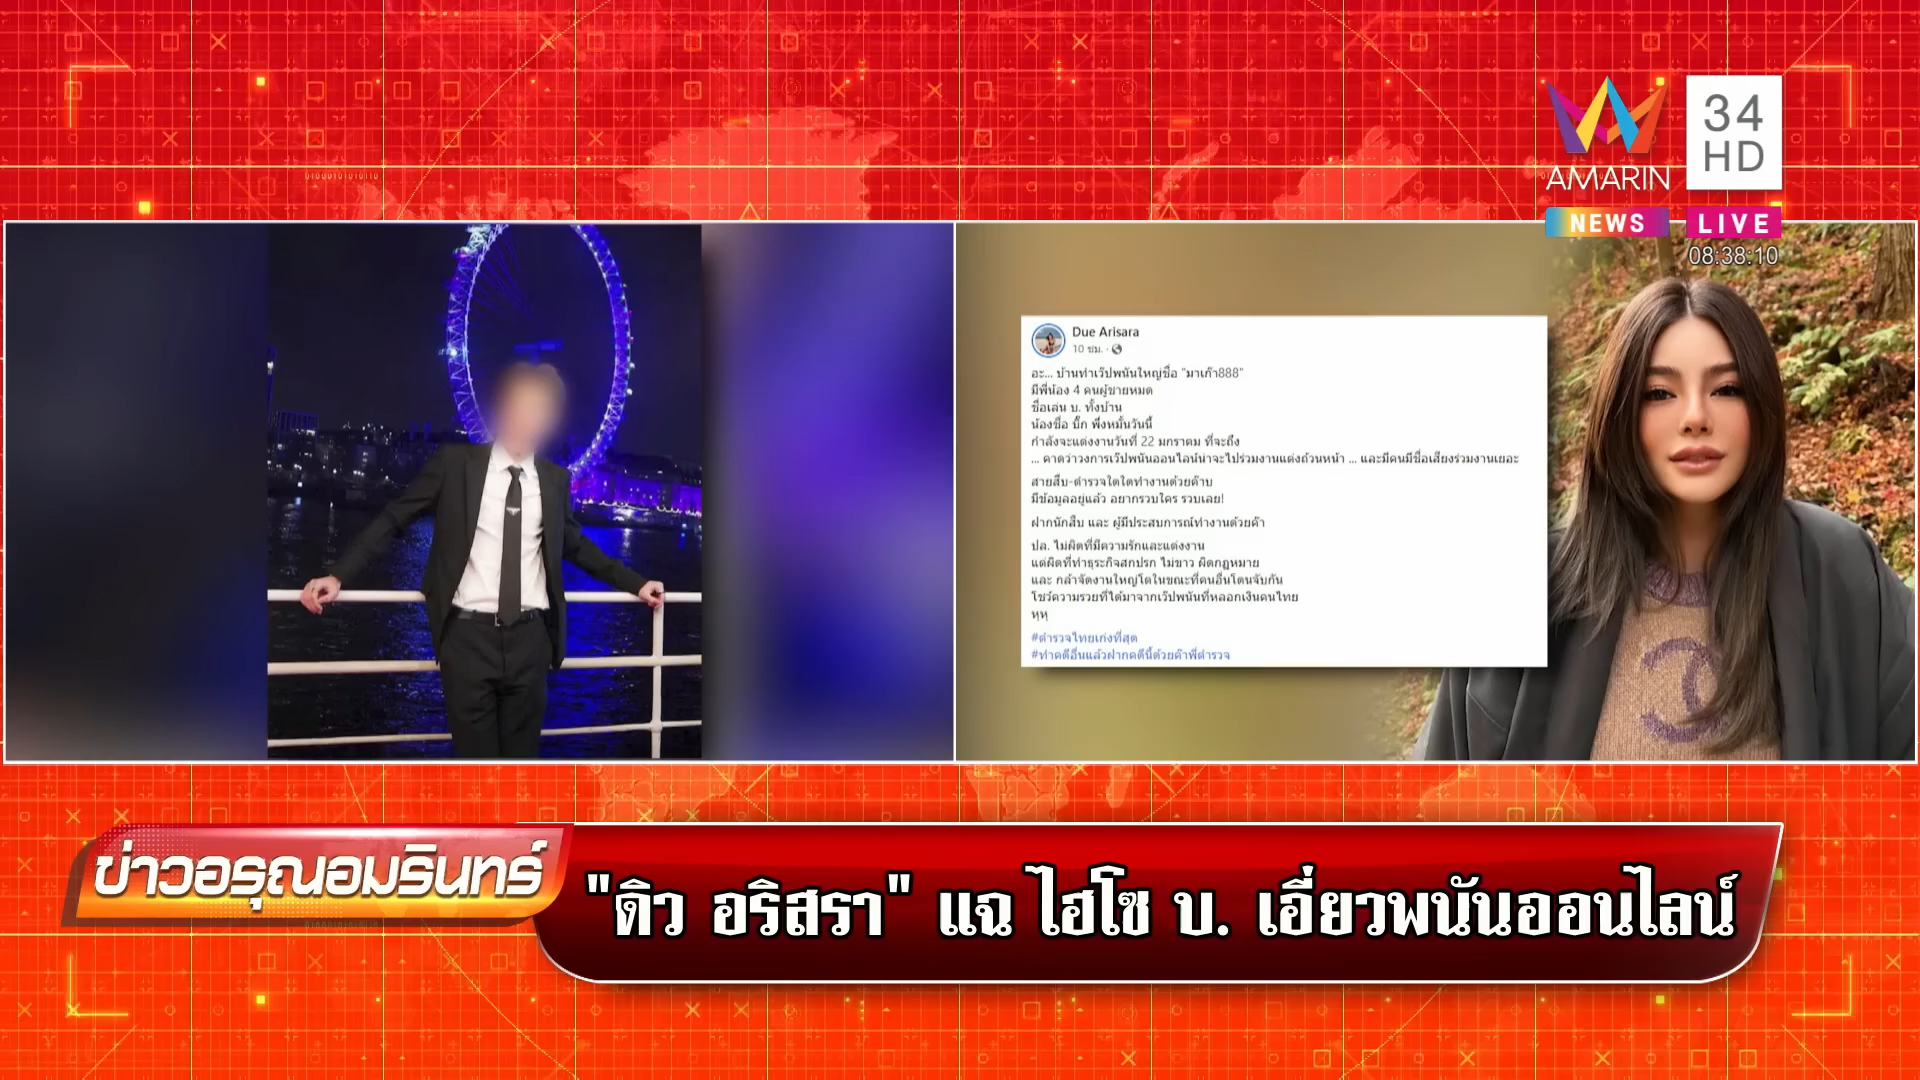 34
HD
AMARIN
NEWS
LIVE
08:38:10
Due Arisara
10 ชม.
อะ... บ้านทำเว็ปพนันใหญ่ชื่อ "มาเก๊า888"
มีพี่น้อง 4 คนผู้ชายหมด
ชื่อเล่น บ. ทั้งบ้าน
น้องชื่อ บิ๊ก พึ่งหมั้นวันนี้
กำลังจะแต่งงานวันที่ 22 มกราคม ที่จะถึง
... คาดว่าวงการเว็ปพนันออนไลน์น่าจะไปร่วมงานแต่งถ้วนหน้า ... และมีคนมีชื่อเสียงร่วมงานเยอะ
สายสืบ-ตำรวจใดใดทำงานด้วยค๊าบ
มีข้อมูลอยู่แล้ว อยากรวบใคร รวบเลย!
ฝากนักสืบ และ ผู้มีประสบการณ์ทำงานด้วยค๊า
ปล. ไม่ผิดที่มีความรักและแต่งงาน
แต่ผิดที่ทำธุระกิจสกปรก ไม่ขาว ผิดกฎหมาย
และ กล้าจัดงานใหญ่โตในขณะที่คนอื่นโดนจับกัน
โชว์ความรวยที่ได้มาจากเว็ปพนันที่หลอกเงินคนไทย
หุหุ
#ตำรวจไทยเก่งที่สุด
#ทำคดีอื่นแล้วฝากคดีนี้ด้วยค๊าพี่ตำรวจ
ข่าวอรุณอมรินทร์
"ดิว อริสรา" แฉ ไฮโซ บ. เอี่ยวพนันออนไลน์